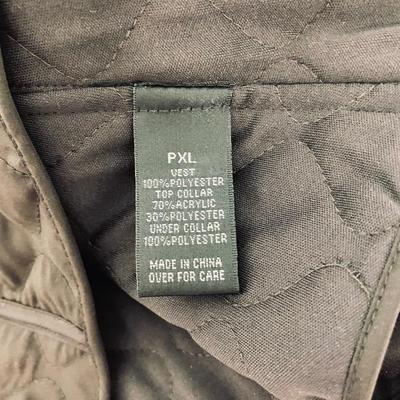 PXL
VEST
100%POLYESTER
TOP COLLAR
70%ACRYLIC
30%POLYESTER
UNDER COLLAR
100%POLYESTER
MADE IN CHINA
OVER FOR CARE